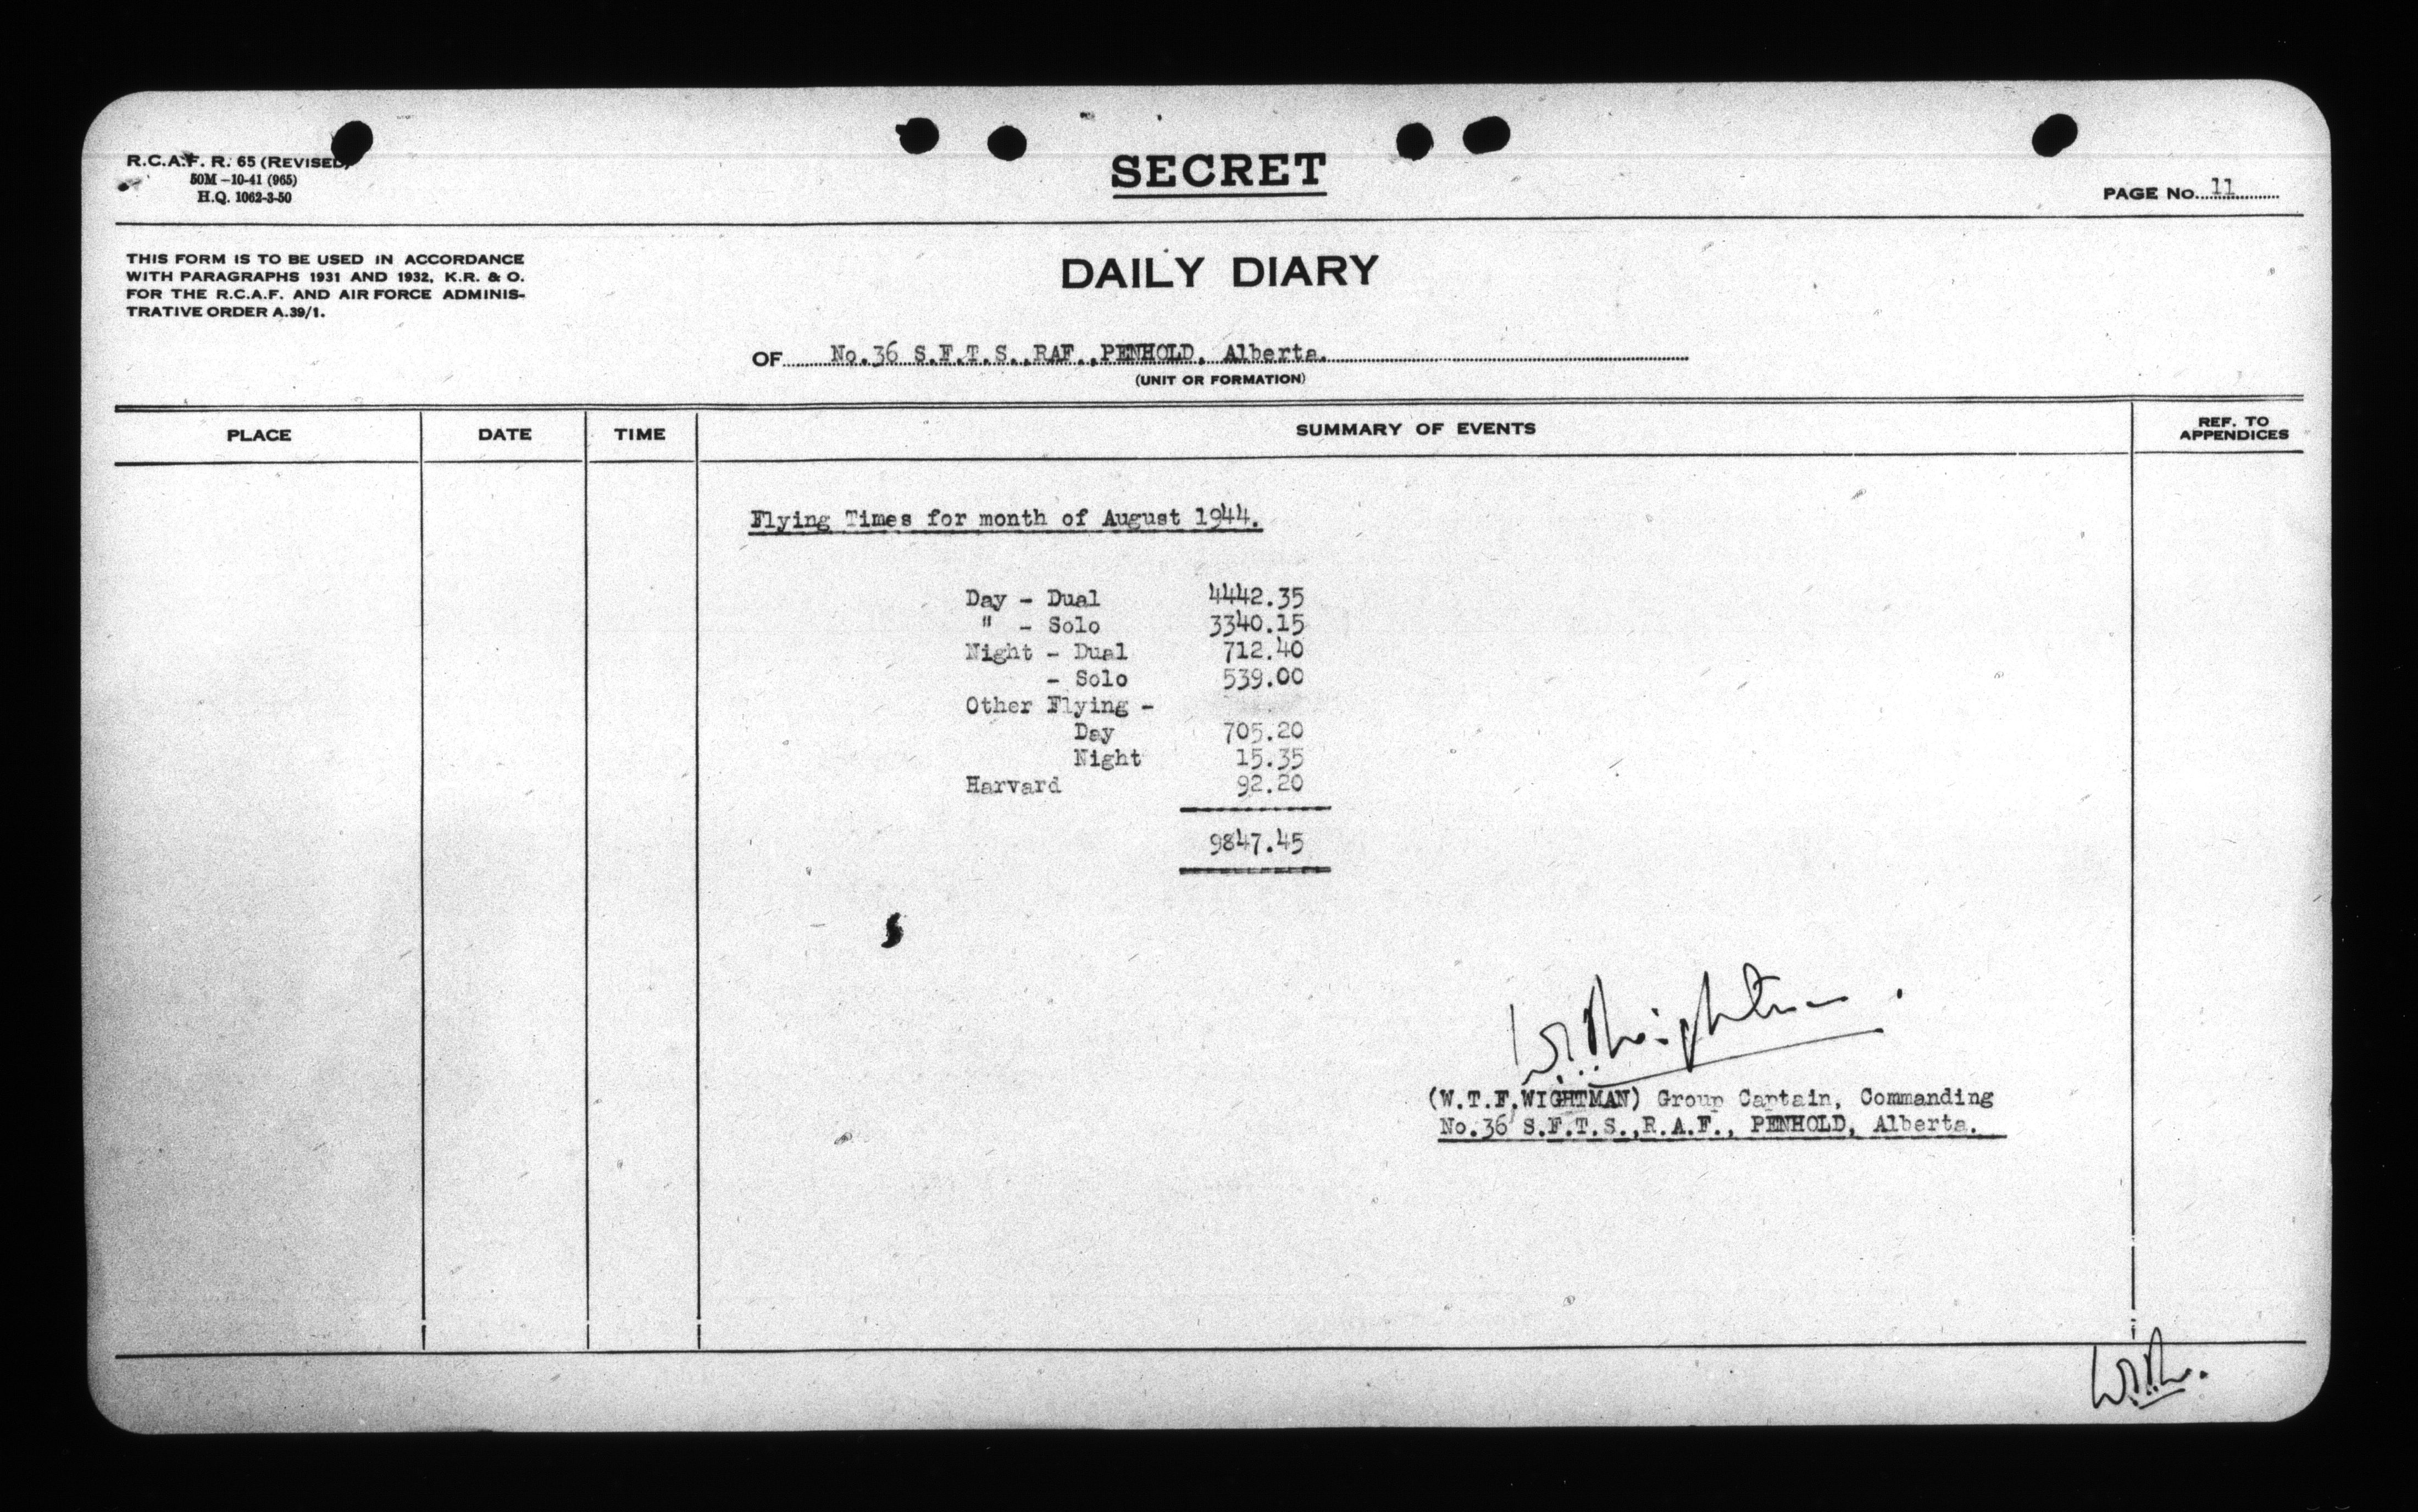 R.C.A.F. R. 65 (REVISED)
50M–10-41 (965)
H.Q. 1062-3-50
SECRET
PAGE No. 11
THIS FORM IS TO BE USED IN ACCORDANCE
WITH PARAGRAPHS 1931 AND 1932, K.R. & O.
FOR THE R.C.A.F. AND AIR FORCE ADMINIS-
TRATIVE ORDER A.39/1.
DAILY DIARY
OF No.36 S.F.T.S.,RAF.,PENHOLD, Alberta.
(UNIT OR FORMATION)
PLACE DATE TIME SUMMARY OF EVENTS REF. TO APPENDICES
Flying Times for month of August 1944.
Day - Dual 4442.35
" - Solo 3340.15
Night - Dual 712.40
- Solo 539.00
Other Flying -
Day 705.20
Night 15.35
Harvard 92.20
9847.45
(W.T.F.WIGHTMAN) Group Captain, Commanding
No.36 S.F.T.S.,R.A.F., PENHOLD, Alberta.